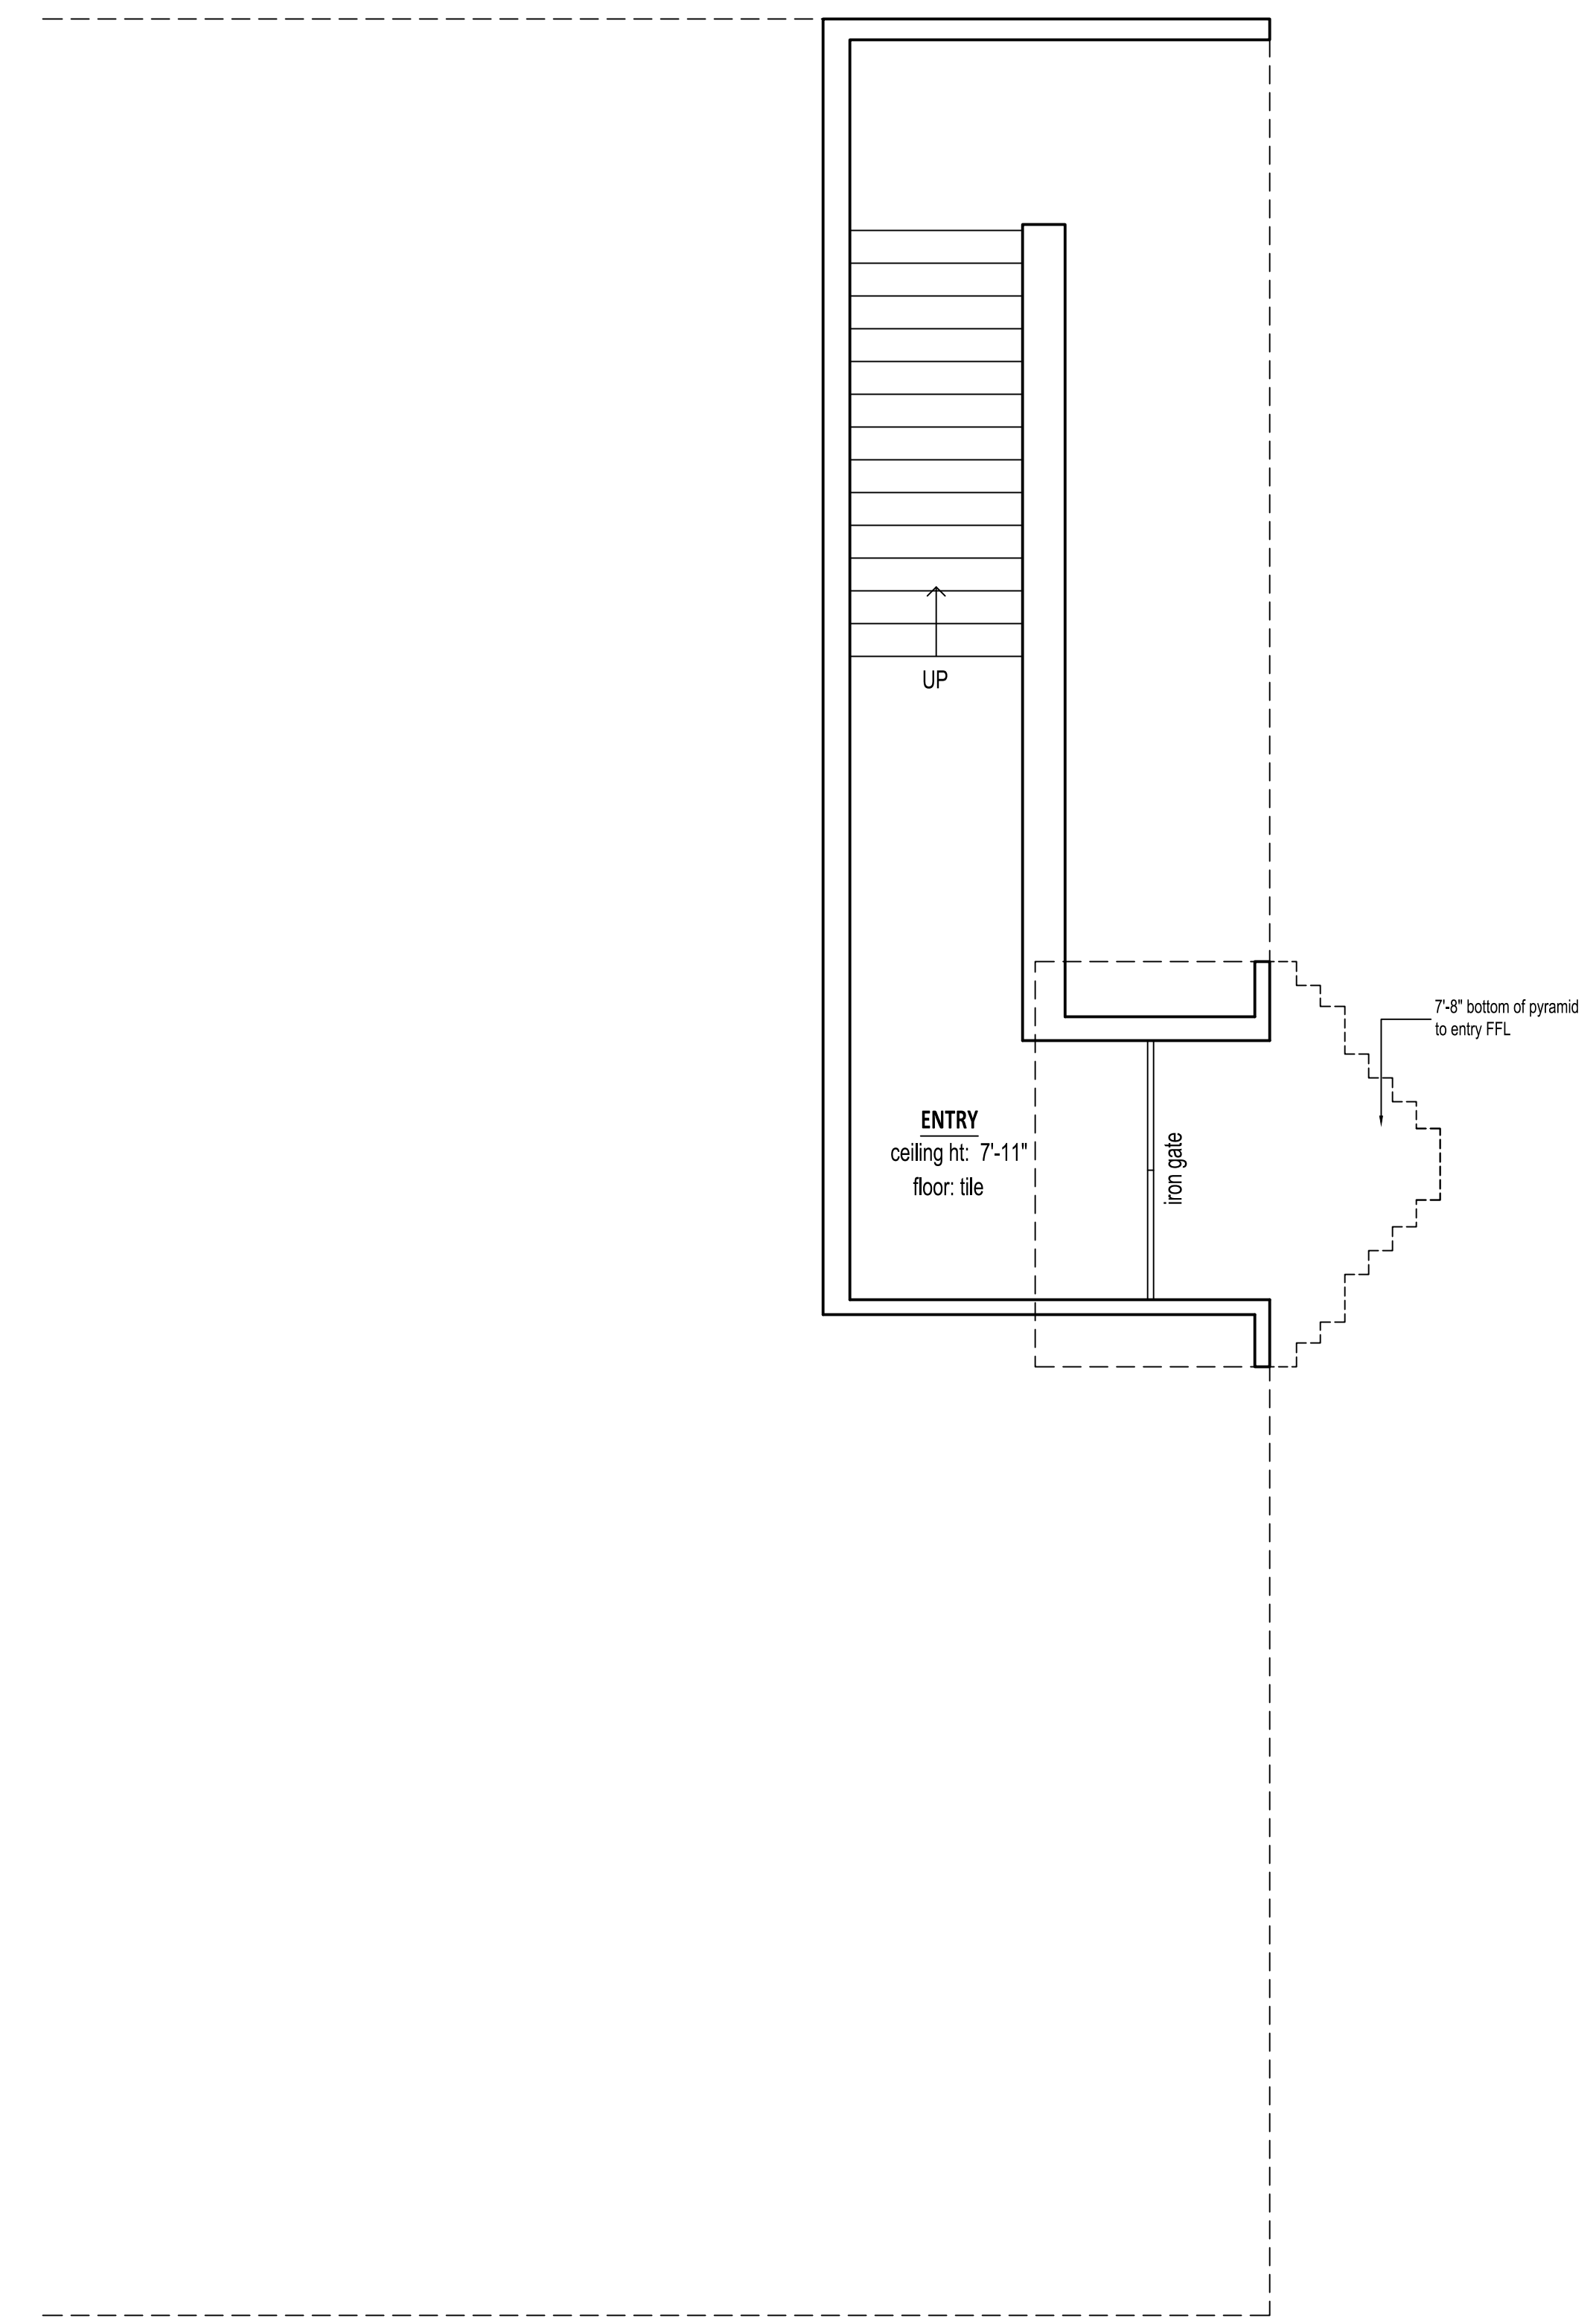 UP
7'-8" bottom of pyramid
to entry FFL
ENTRY
ceiling ht: 7'-11"
floor: tile
iron gate